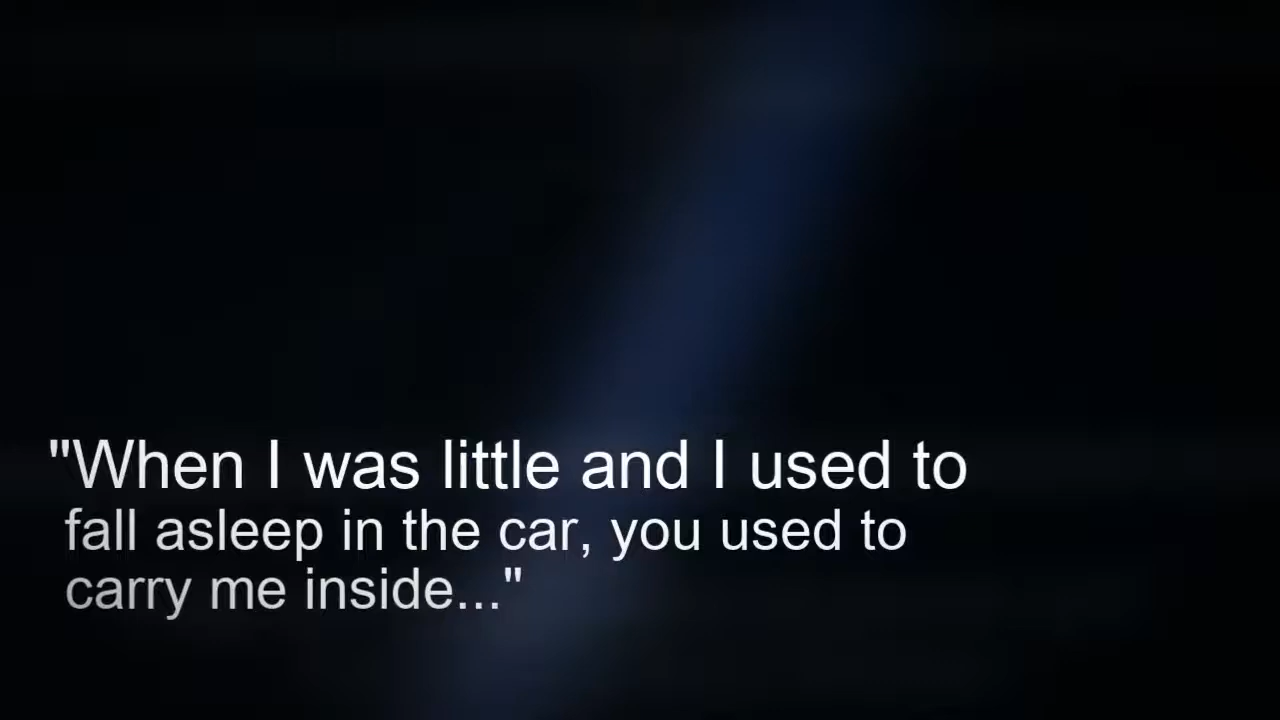 "When I was little and I used to
fall asleep in the car, you used to
carry me inside..."